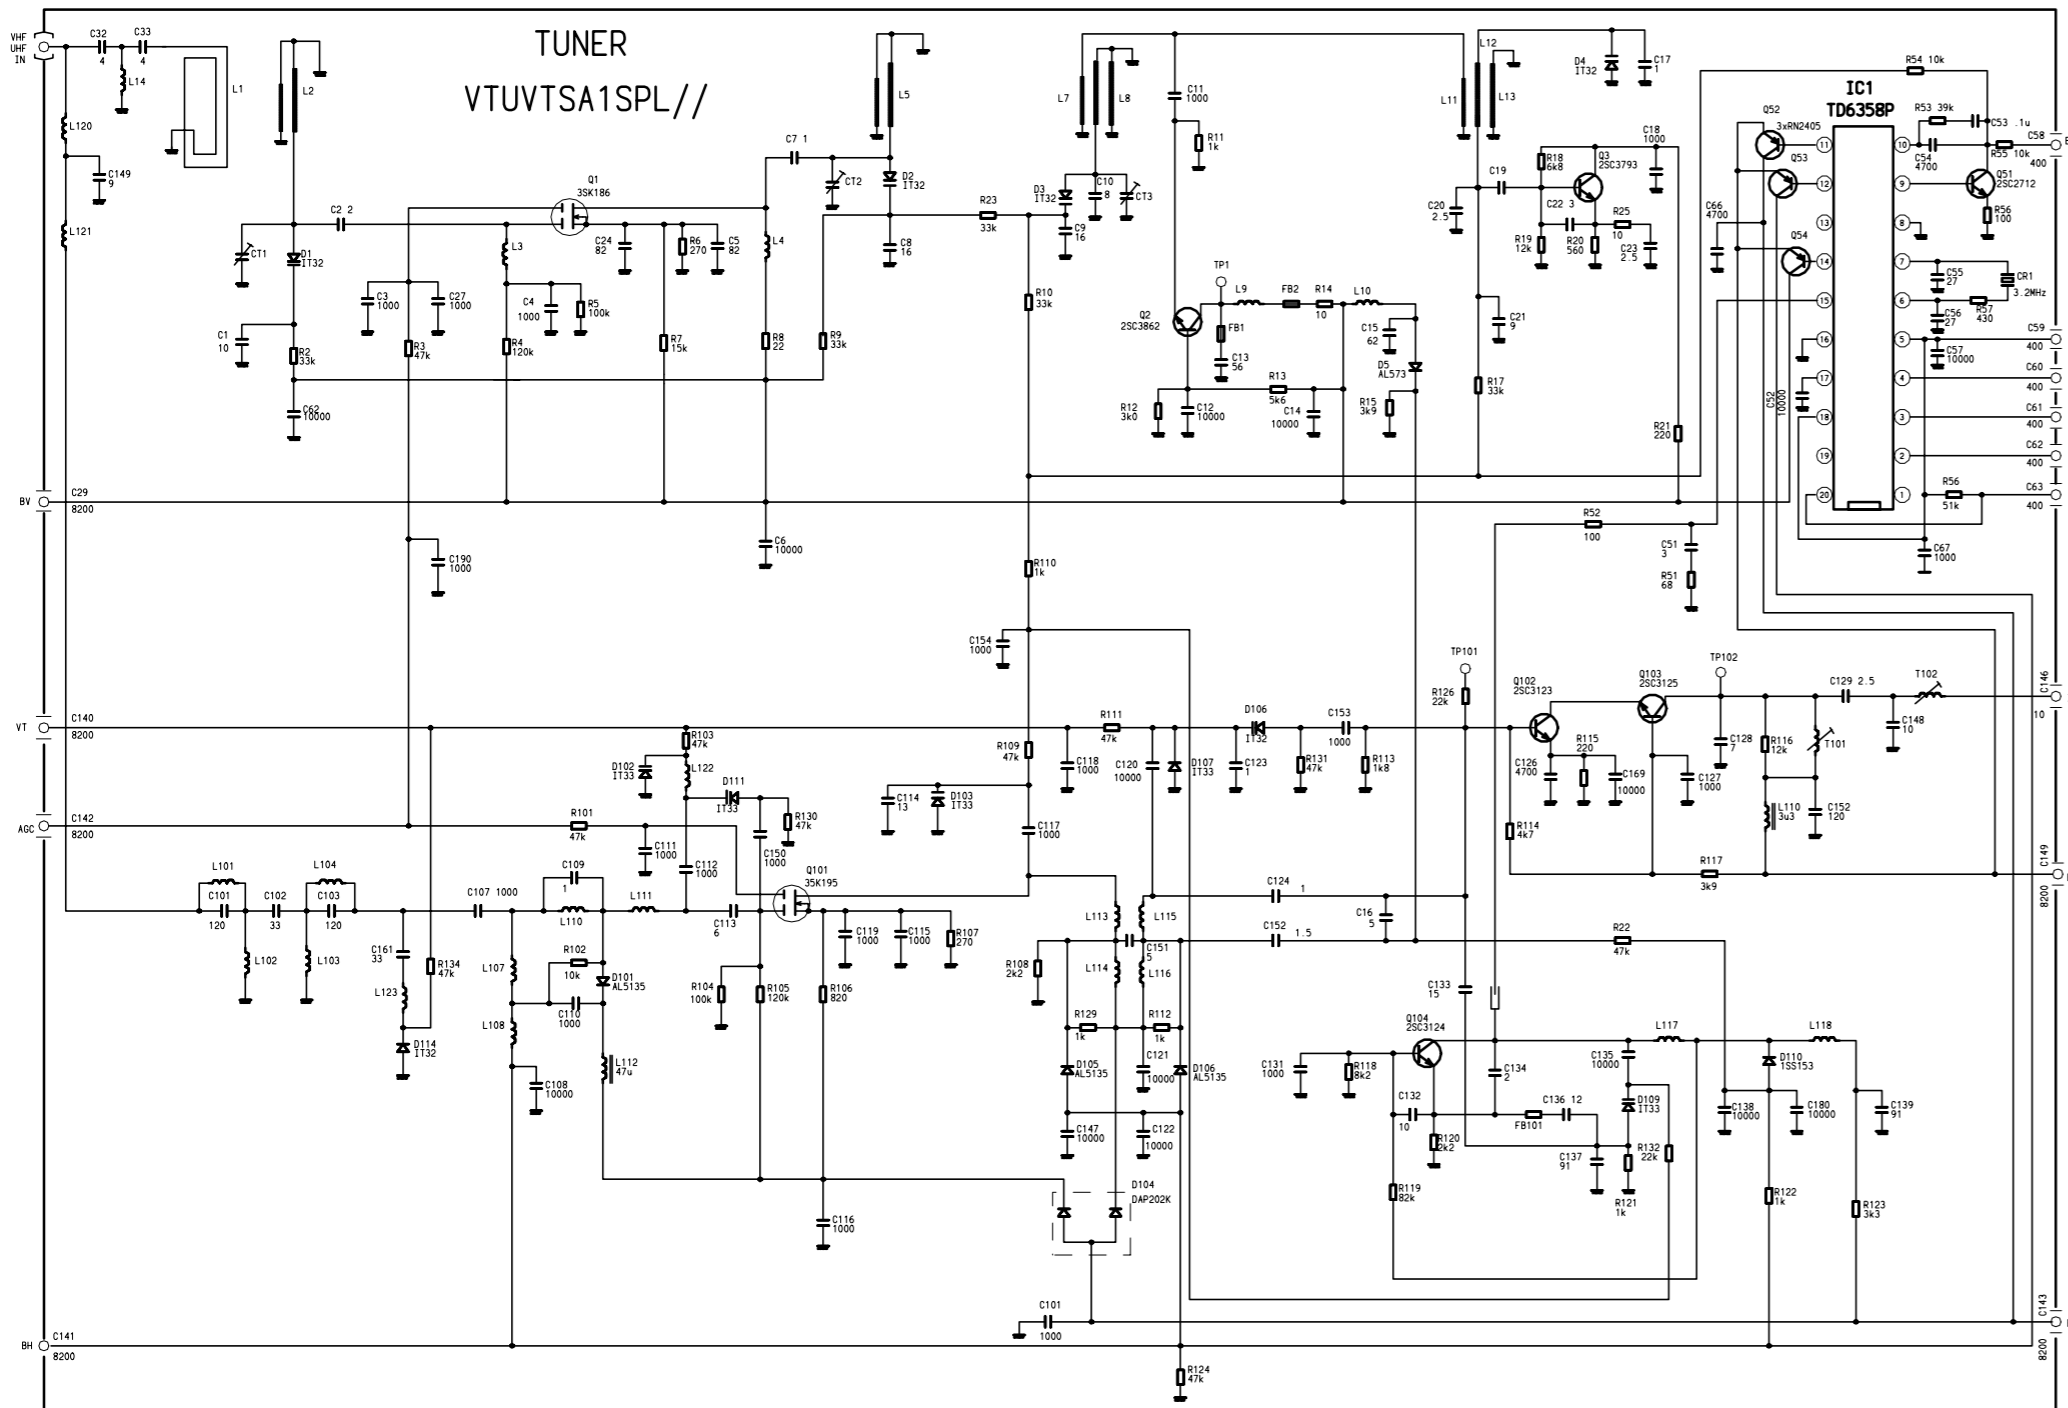 TUNER
VTUVTSA1SPL//
VHF
UHF
IN
C32
4
C33
4
L14
L1
L2
L5
L7
L8
C11
1000
R11
1k
L12
L11
L13
D4
IT32
C17
1
R54 10k
IC1
TD6358P
Q52
3xRN2405
Q53
R53 39k
C53 .1u
C58
400
C54
4700
R55 10k
L120
C149
9
L121
Q1
3SK186
C7 1
CT2
D2
IT32
D3
IT32
C10
8
CT3
C9
16
C19
R18
6k8
Q3
2SC3793
C18
1000
C20
2.5
C22 3
R25
10
R19
12k
R20
560
C23
2.5
C66
4700
Q54
Q51
2SC2712
R56
100
11
12
13
14
15
16
17
18
19
20
10
9
8
7
6
5
4
3
2
1
C2 2
CT1
D1
IT32
L3
C24
82
R6
270
C5
82
L4
C8
16
R23
33k
C3
1000
C27
1000
C4
1000
R5
100k
R10
33k
TP1
L9
FB2
R14
10
L10
Q2
2SC3862
FB1
C13
56
C15
62
C21
9
C55
27
CR1
3.2MHz
C56
27
R57
430
C57
10000
C59
400
C60
400
C61
400
C62
400
C63
400
C1
10
R2
33k
R3
47k
R4
120k
R7
15k
R8
22
R9
33k
D5
AL573
R17
33k
C62
10000
R12
3k0
C12
10000
R13
5k6
C14
10000
R15
3k9
R21
220
C52
10000
R56
51k
BV
C29
8200
C190
1000
C6
10000
R110
1k
R52
100
C51
3
R51
68
C67
1000
C154
1000
TP101
R126
22k
Q102
2SC3123
Q103
2SC3125
TP102
C129 2.5
T102
C146
10
VT
C140
8200
R103
47k
D102
IT33
L122
D111
IT33
R109
47k
C118
1000
R111
47k
C120
10000
D107
IT33
C123
1
D106
IT32
R131
47k
C153
1000
R113
1k8
C126
4700
R115
220
C169
10000
C127
1000
C128
7
R116
12k
T101
C148
10
AGC
C142
8200
R101
47k
C111
1000
C112
1000
C150
1000
R130
47k
C114
13
D103
IT33
C117
1000
R114
4k7
L110
3u3
C152
120
L101
C101
120
C102
33
L104
C103
120
C107 1000
C109
1
L110
L111
C113
6
Q101
35K195
L102
L103
C161
33
R134
47k
L123
D114
IT32
L107
R102
10k
D101
AL5135
C110
1000
L108
C108
10000
L112
47u
R104
100k
R105
120k
R106
820
C119
1000
C115
1000
R107
270
R108
2k2
L113
L115
C151
5
L114
L116
C124
1
C152
1.5
C16
5
R22
47k
R117
3k9
C149
8200
C133
15
R129
1k
R112
1k
D105
AL5135
C121
10000
D106
AL5135
C147
10000
C122
10000
C131
1000
R118
8k2
Q104
2SC3124
C134
2
C135
10000
L117
L118
D110
1SS153
C132
10
FB101
C136 12
D109
IT33
C138
10000
C180
10000
C139
91
R120
2k2
C137
91
R132
22k
R119
82k
R121
1k
R122
1k
R123
3k3
D104
DAP202K
C116
1000
C101
1000
C143
8200
BH
C141
8200
R124
47k